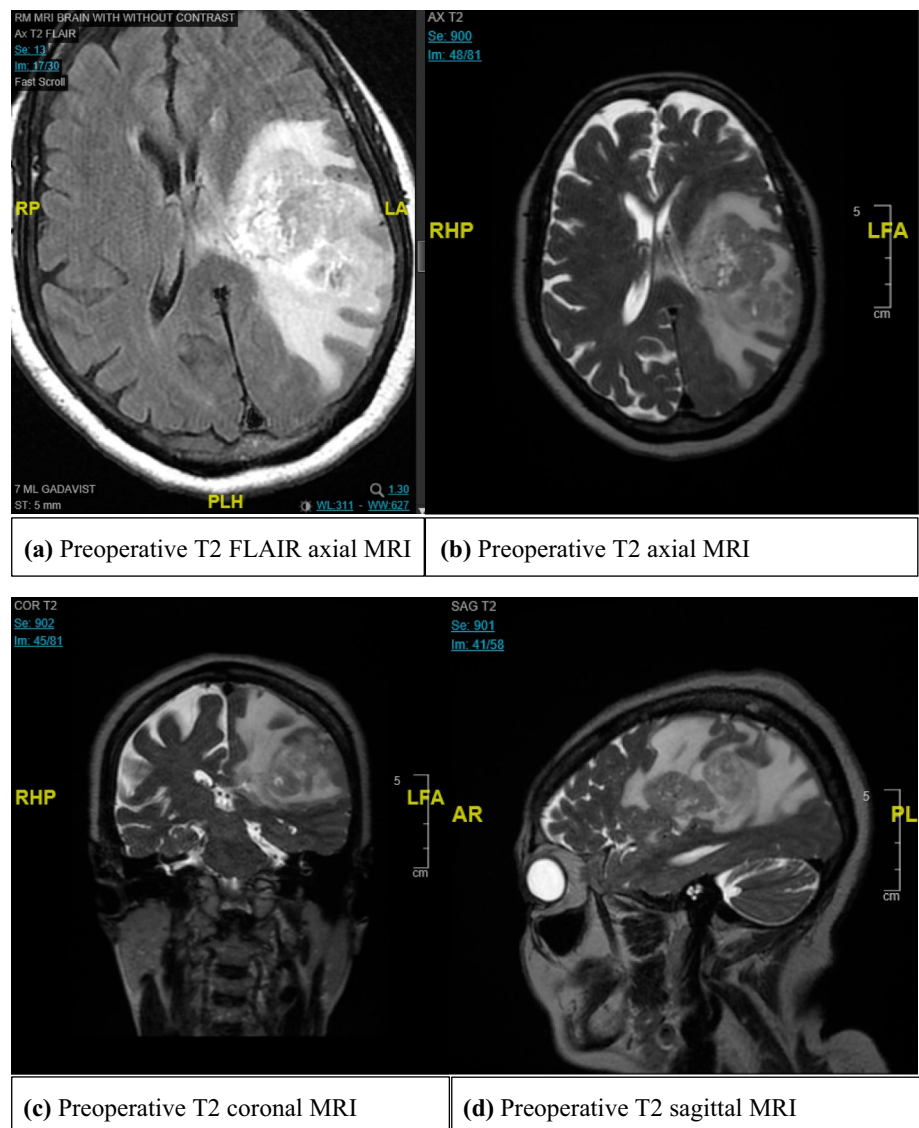 RM MRI BRAIN WITH WITHOUT CONTRAST
Ax T2 FLAIR
Se: 13
Im: 17/30
Fast Scroll
RP
LA
7 ML GADAVIST
ST: 5 mm
PLH
1.30
WL:311 - WW:627
AX T2
Se: 900
Im: 48/81
RHP
5
LFA
cm
(a) Preoperative T2 FLAIR axial MRI
(b) Preoperative T2 axial MRI
COR T2
Se: 902
Im: 45/81
RHP
5
LFA
cm
SAG T2
Se: 901
Im: 41/58
AR
5
PL
cm
(c) Preoperative T2 coronal MRI
(d) Preoperative T2 sagittal MRI